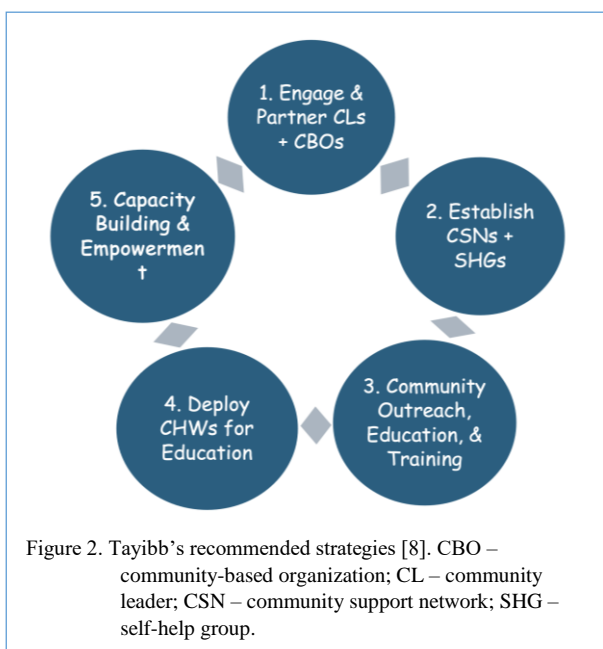 1. Engage &
Partner CLs
+ CBOs
2. Establish
CSNs +
SHGs
3. Community
Outreach,
Education, &
Training
4. Deploy
CHWs for
Education
5. Capacity
Building &
Empowermen
t
Figure 2. Tayibb’s recommended strategies [8]. CBO –
community-based organization; CL – community
leader; CSN – community support network; SHG –
self-help group.